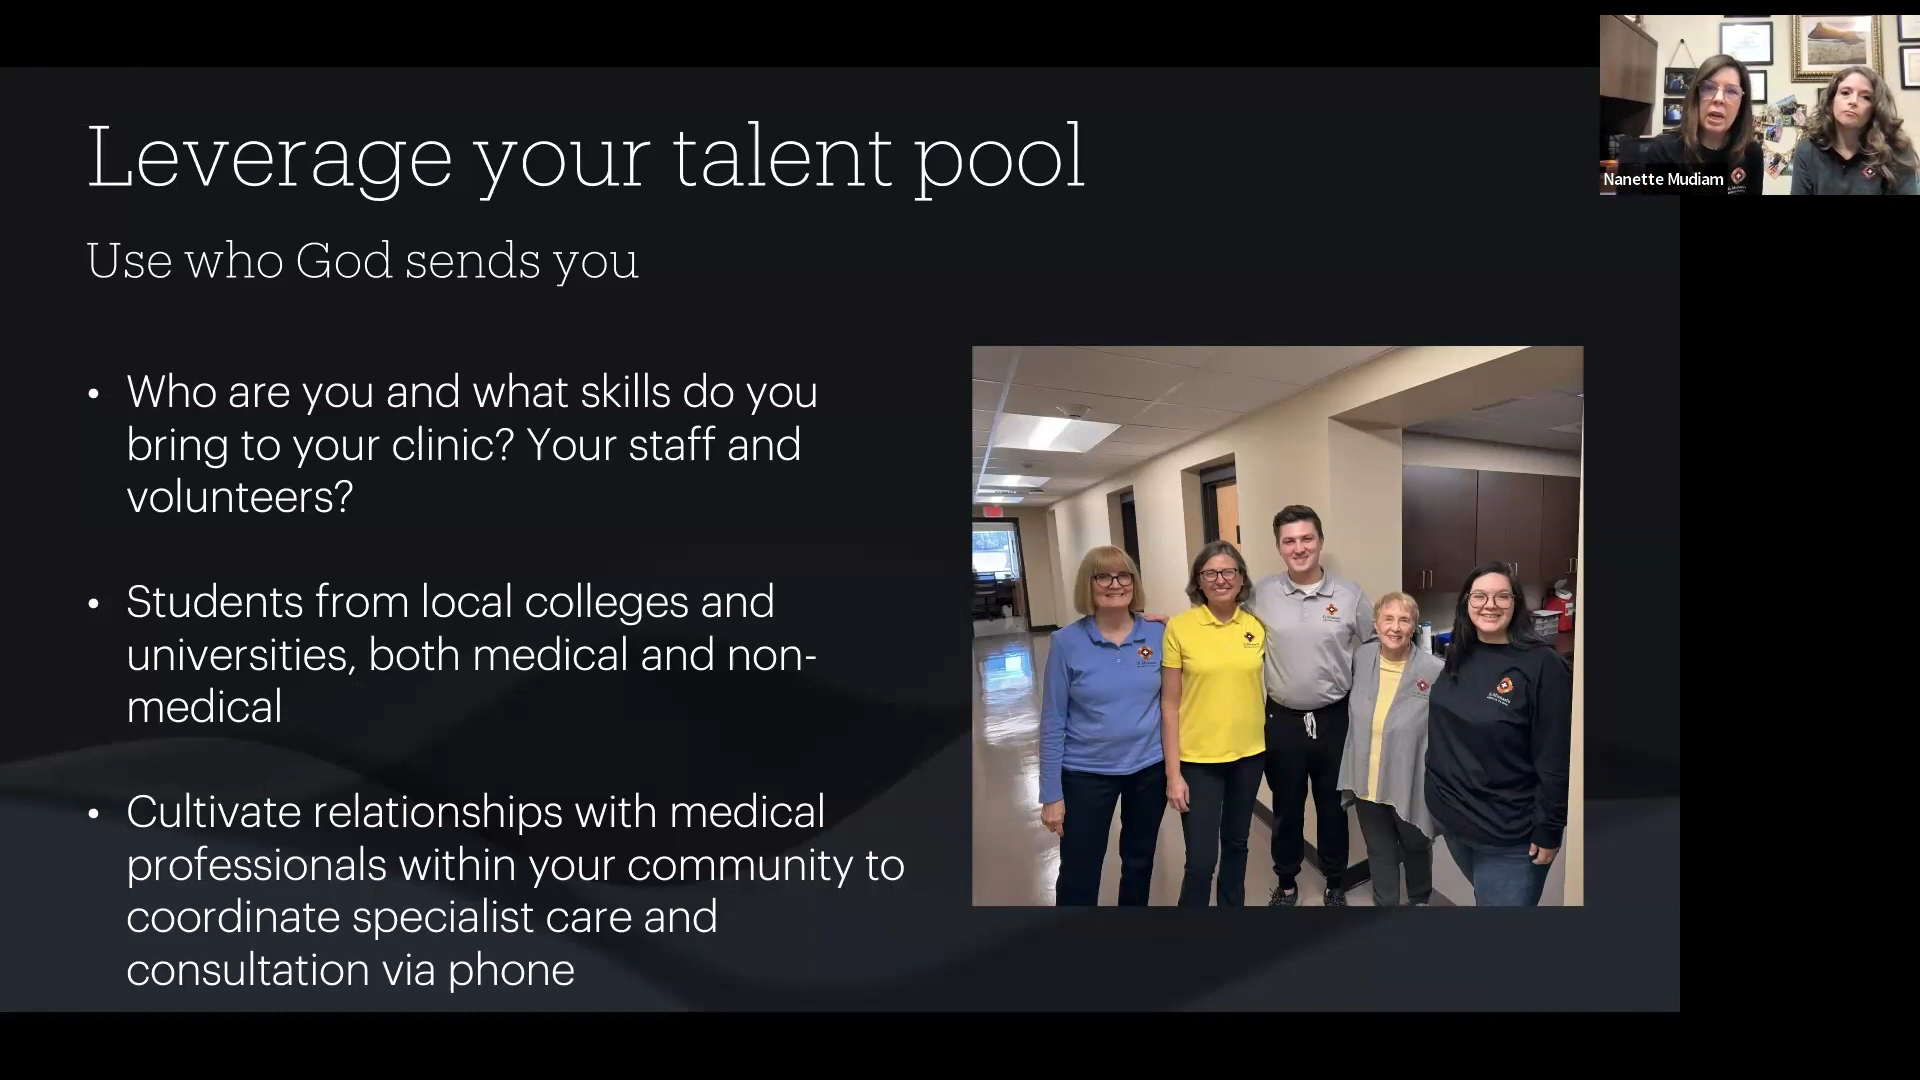 Leverage your talent pool
Use who God sends you
• Who are you and what skills do you
bring to your clinic? Your staff and
volunteers?
• Students from local colleges and
universities, both medical and non-
medical
• Cultivate relationships with medical
professionals within your community to
coordinate specialist care and
consultation via phone
Nanette Mudiam